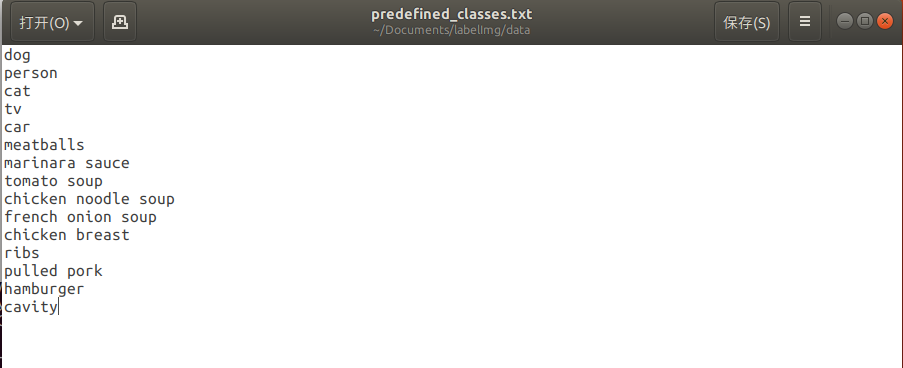 打开(O)
predefined_classes.txt
~/Documents/labelImg/data
保存(S)
dog
person
cat
tv
car
meatballs
marinara sauce
tomato soup
chicken noodle soup
french onion soup
chicken breast
ribs
pulled pork
hamburger
cavity